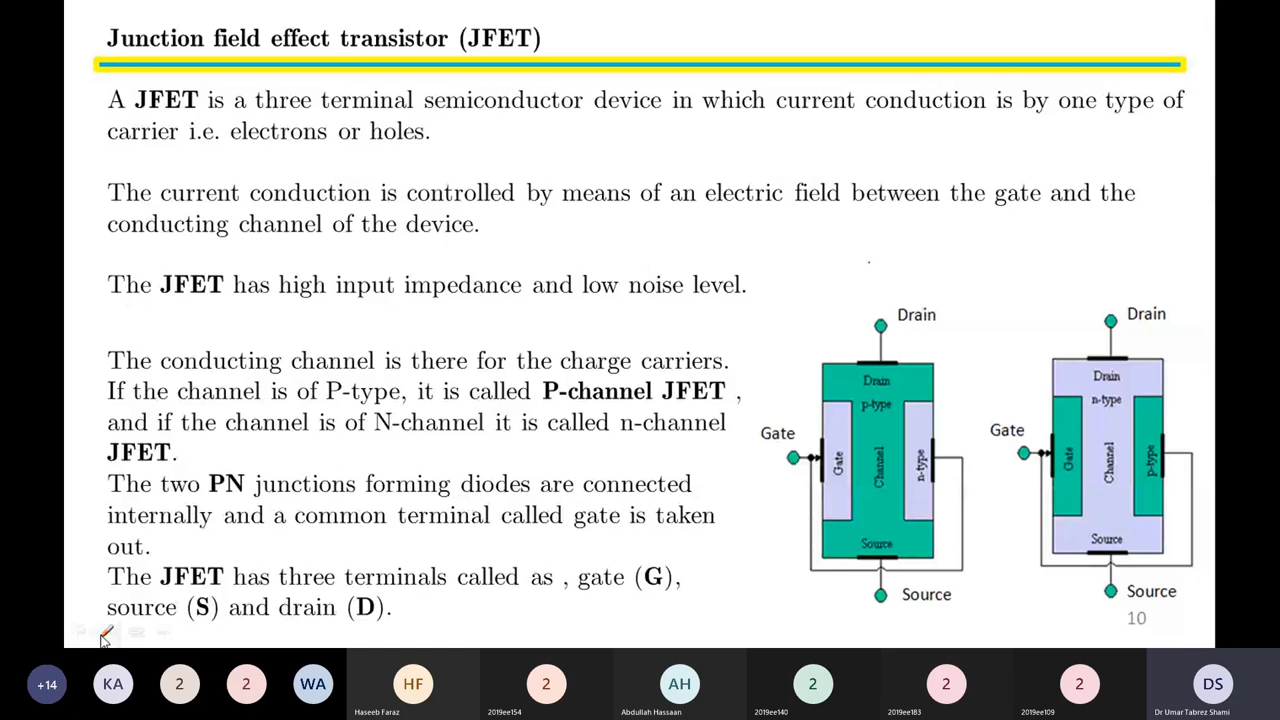 Junction field effect transistor (JFET)
A JFET is a three terminal semiconductor device in which current conduction is by one type of
carrier i.e. electrons or holes.
The current conduction is controlled by means of an electric field between the gate and the
conducting channel of the device.
The JFET has high input impedance and low noise level.
The conducting channel is there for the charge carriers.
If the channel is of P-type, it is called P-channel JFET ,
and if the channel is of N-channel it is called n-channel
JFET.
The two PN junctions forming diodes are connected
internally and a common terminal called gate is taken
out.
The JFET has three terminals called as , gate (G),
source (S) and drain (D).
Drain
Drain
p-type
Gate
Gate
Channel
n-type
Source
Source
Drain
Drain
n-type
Gate
Gate
Channel
p-type
Source
Source
10
+14
KA
2
2
WA
HF
Haseeb Faraz
2
2019ee154
AH
Abdullah Hassaan
2
2019ee140
2
2019ee183
2
2019ee109
DS
Dr Umar Tabrez Shami